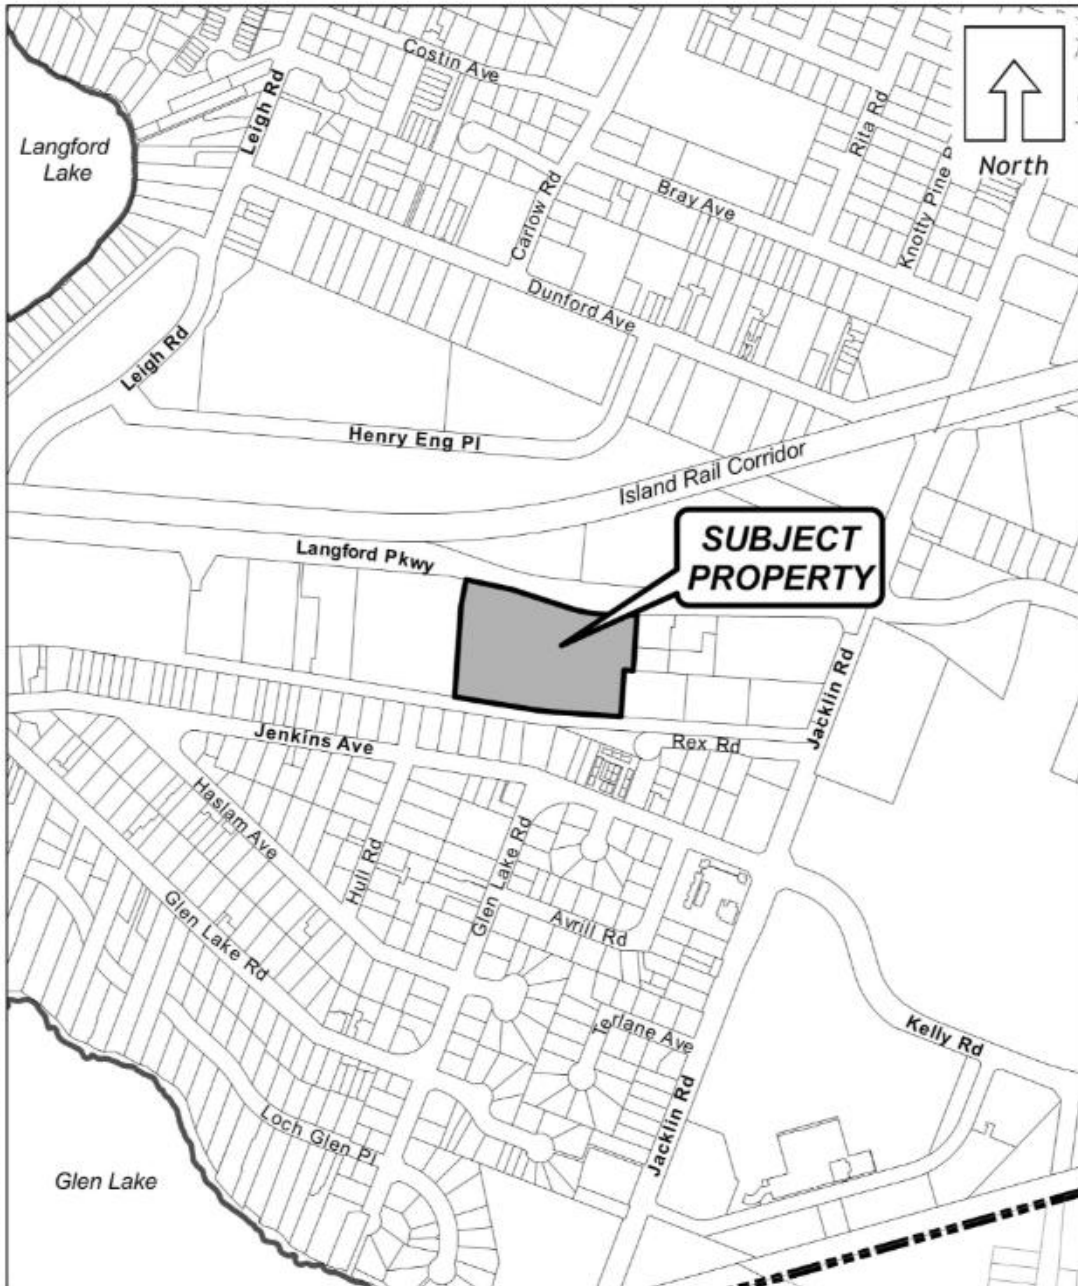 Costin Ave
Leigh Rd
Rita Rd
Langford
Lake
North
Bray Ave
Knotty Pine
Carlow Rd
Dunford Ave
Leigh Rd
Henry Eng Pl
Island Rail Corridor
Langford Pkwy
SUBJECT
PROPERTY
Jacklin Rd
Jenkins Ave
Rex Rd
Haslam Ave
Hull Rd
Glen Lake Rd
Glen Lake Rd
Avrill Rd
Terlane Ave
Kelly Rd
Loch Glen Pl
Jacklin Rd
Glen Lake